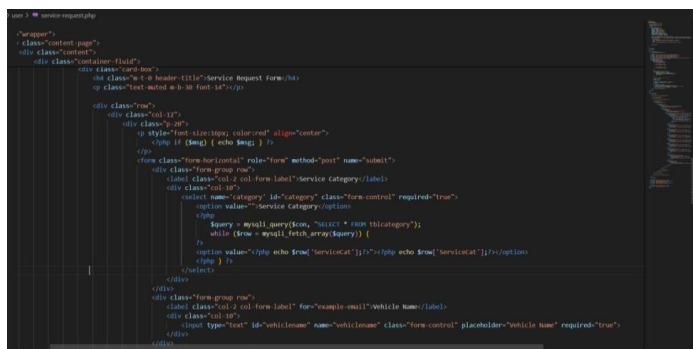 > user > service-request.php
"wrapper">
class="content-page">
<div class="content">
<div class="container-fluid">
<div class="card-box">
<h4 class="m-t-0 header-title">Service Request Form</h4>
<p class="text-muted m-b-30 font-14"></p>
<div class="row">
<div class="col-12">
<div class="p-20">
<p style="font-size:16px; color:red" align="center">
<?php if ($msg) { echo $msg; } ?>
</p>
<form class="form-horizontal" role="form" method="post" name="submit">
<div class="form-group row">
<label class="col-2 col-form-label">Service Category</label>
<div class="col-10">
<select name='category' id="category" class="form-control" required="true">
<option value="">Service Category</option>
<?php
$query = mysqli_query($con, "SELECT * FROM tblcategory");
while ($row = mysqli_fetch_array($query)) {
?>
<option value="<?php echo $row['ServiceCat'];?>"><?php echo $row['ServiceCat'];?></option>
<?php } ?>
</select>
</div>
</div>
<div class="form-group row">
<label class="col-2 col-form-label" for="example-email">Vehicle Name</label>
<div class="col-10">
<input type="text" id="vehiclename" name="vehiclename" class="form-control" placeholder="Vehicle Name" required="true">
</div>
</div>